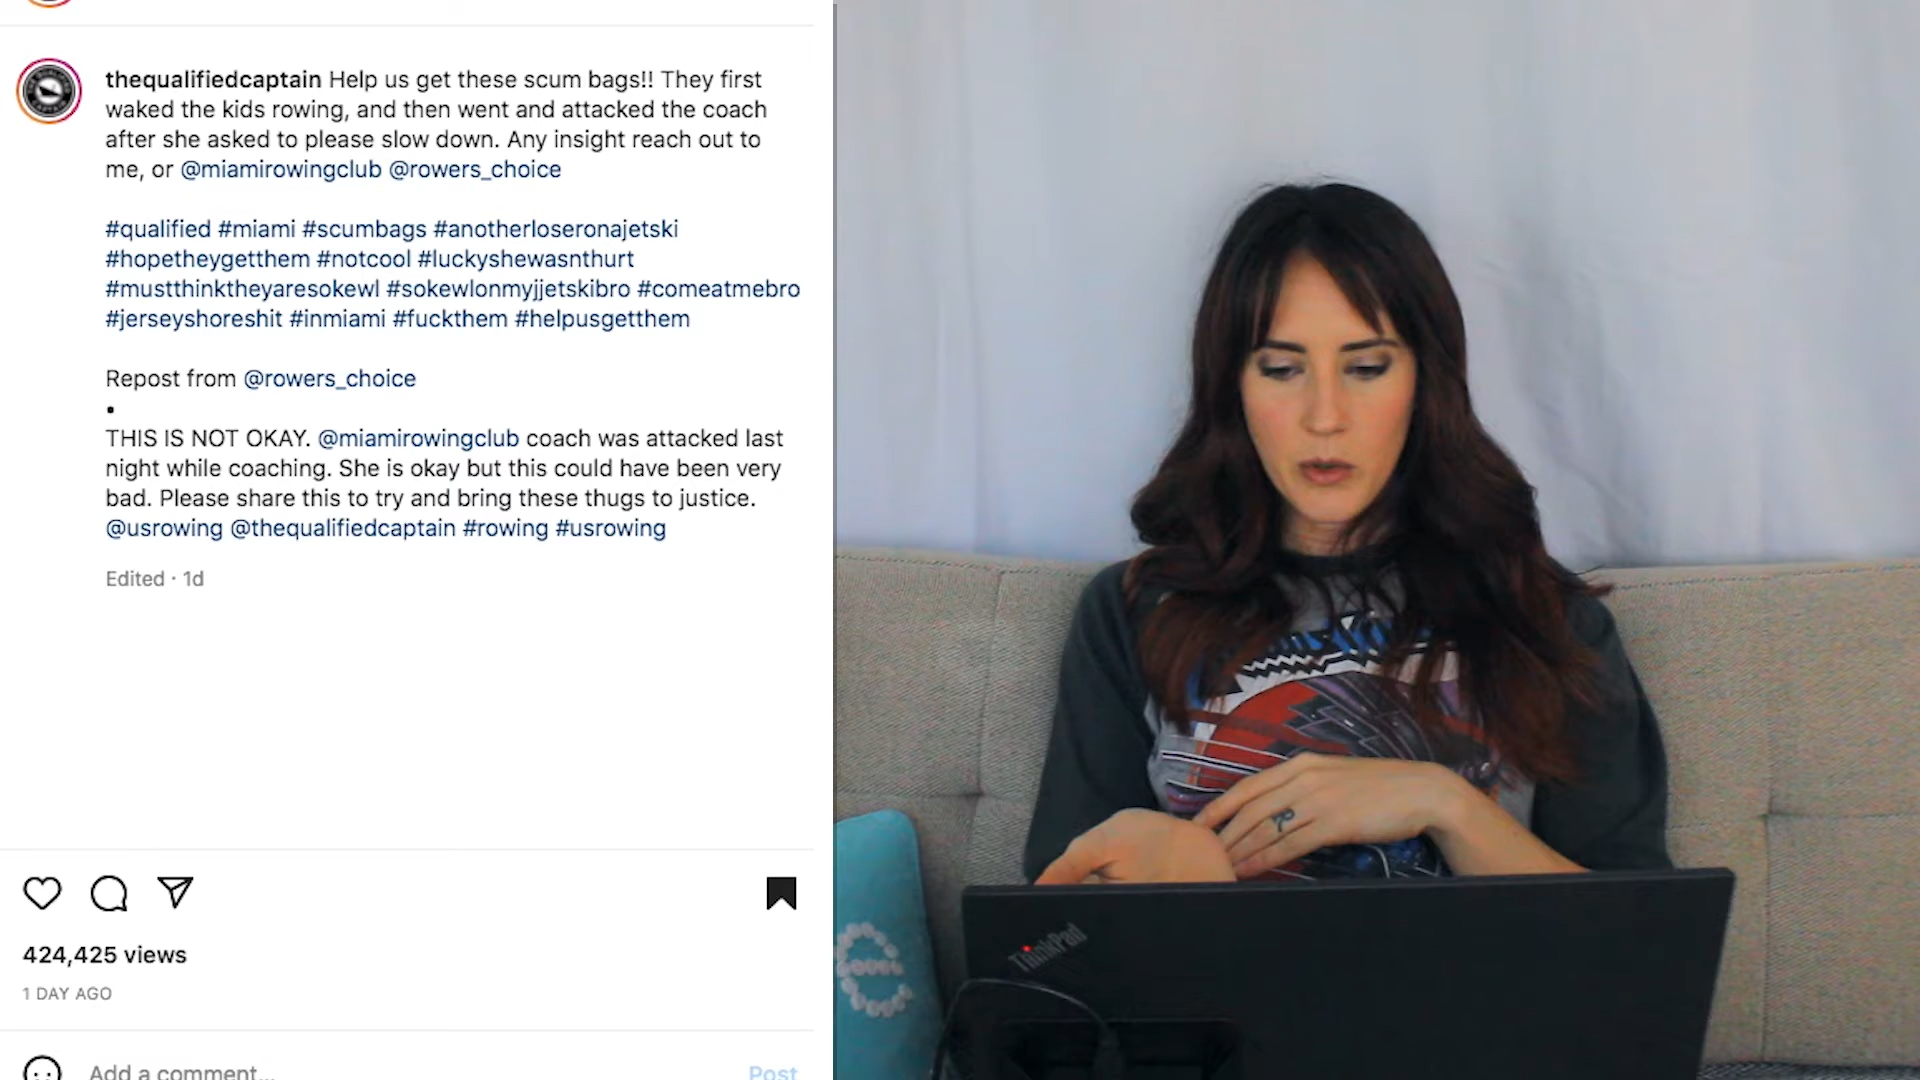 thequalifiedcaptain Help us get these scum bags!! They first
waked the kids rowing, and then went and attacked the coach
after she asked to please slow down. Any insight reach out to
me, or @miamirowingclub @rowers_choice
#qualified #miami #scumbags #anotherloseronajetski
#hopetheygetthem #notcool #luckyshewasnthurt
#mustthinktheyaresokewl #sokewlonmyjjetskibro #comeatmebro
#jerseyshoreshit #inmiami #fuckthem #helpusgetthem
Repost from @rowers_choice
•
THIS IS NOT OKAY. @miamirowingclub coach was attacked last
night while coaching. She is okay but this could have been very
bad. Please share this to try and bring these thugs to justice.
@usrowing @thequalifiedcaptain #rowing #usrowing
Edited · 1d
424,425 views
1 DAY AGO
Add a comment...
Post
ThinkPad
e